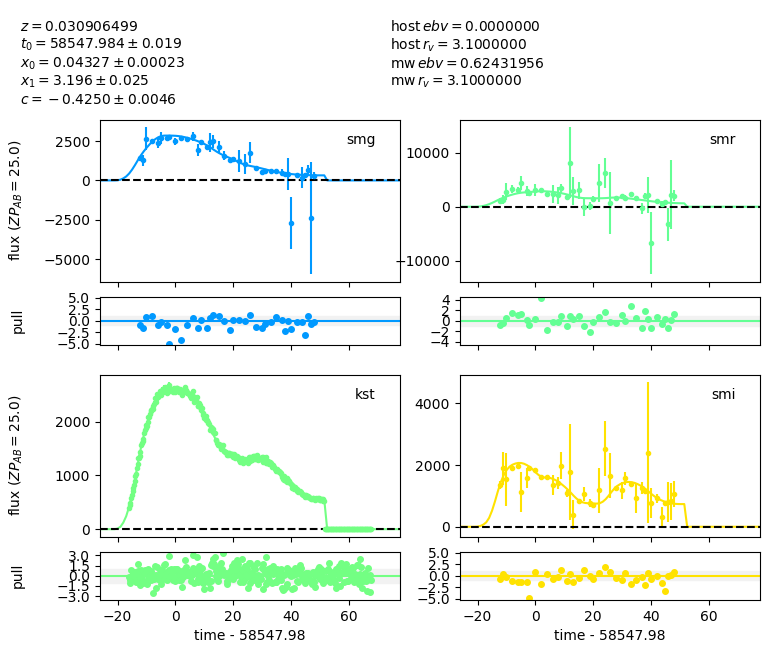 z = 0.030906499
t0 = 58547.984 ± 0.019
x0 = 0.04327 ± 0.00023
x1 = 3.196 ± 0.025
c = −0.4250 ± 0.0046
host ebv = 0.0000000
host rv = 3.1000000
mw ebv = 0.62431956
mw rv = 3.1000000
flux (ZPAB = 25.0)
2500
0
−2500
−5000
smg
10000
0
−10000
smr
pull
5.0
2.5
0.0
−2.5
−5.0
4
2
0
−2
−4
flux (ZPAB = 25.0)
2000
1000
0
kst
4000
2000
0
smi
pull
3.0
1.5
0.0
−1.5
−3.0
5.0
2.5
0.0
−2.5
−5.0
−20 0 20 40 60
time - 58547.98
−20 0 20 40 60
time - 58547.98